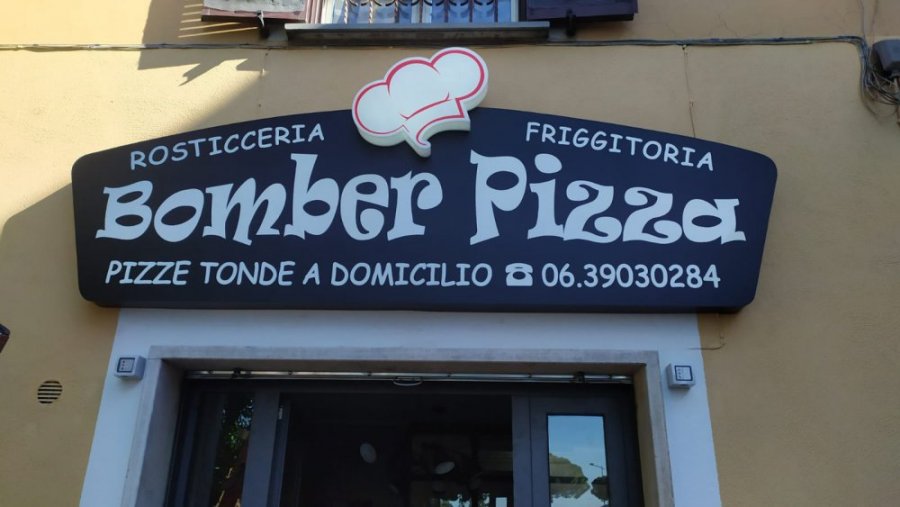 ROSTICCERIA FRIGGITORIA
Bomber Pizza
PIZZE TONDE A DOMICILIO ☎ 06.39030284